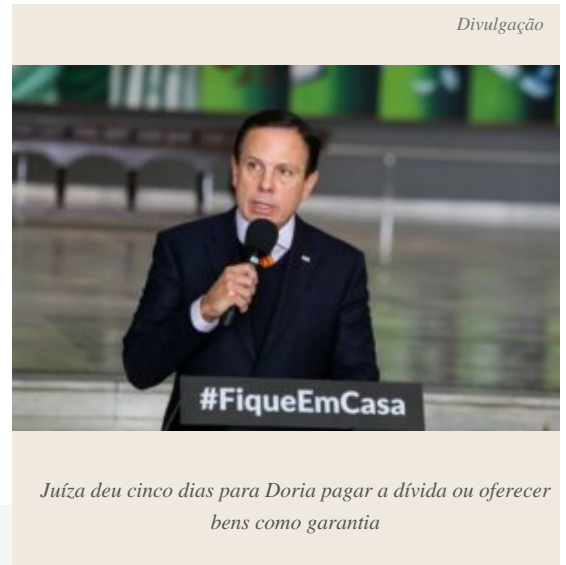 Divulgação
#FiqueEmCasa
Juíza deu cinco dias para Doria pagar a dívida ou oferecer
bens como garantia